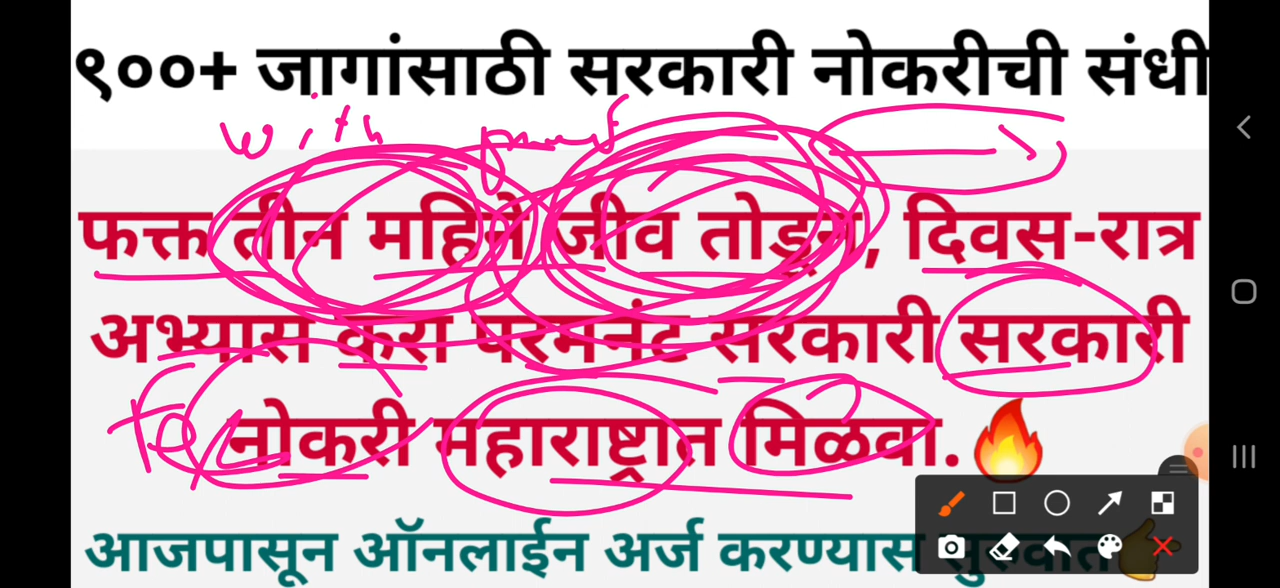 ९००+ जागांसाठी सरकारी नोकरीची संधी
with proof
फक्त तीन महिने जीव तोडून, दिवस-रात्र
अभ्यास करा परमनंट सरकारी सरकारी
नोकरी महाराष्ट्रात मिळवा.
आजपासून ऑनलाईन अर्ज करण्यास सुरुवात